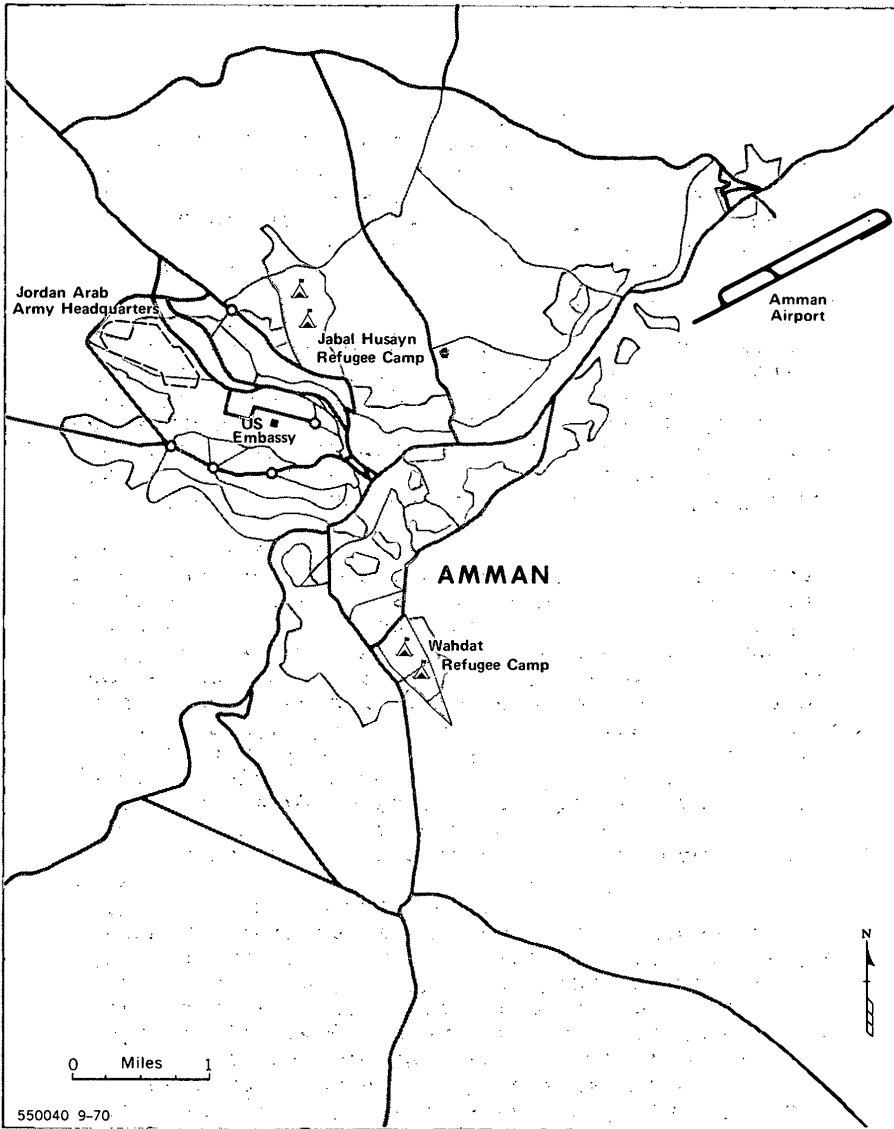 Jordan Arab
Army Headquarters
Jabal Husayn
Refugee Camp
Amman
Airport
US
Embassy
AMMAN
Wahdat
Refugee Camp
N
0 Miles 1
550040 9-70